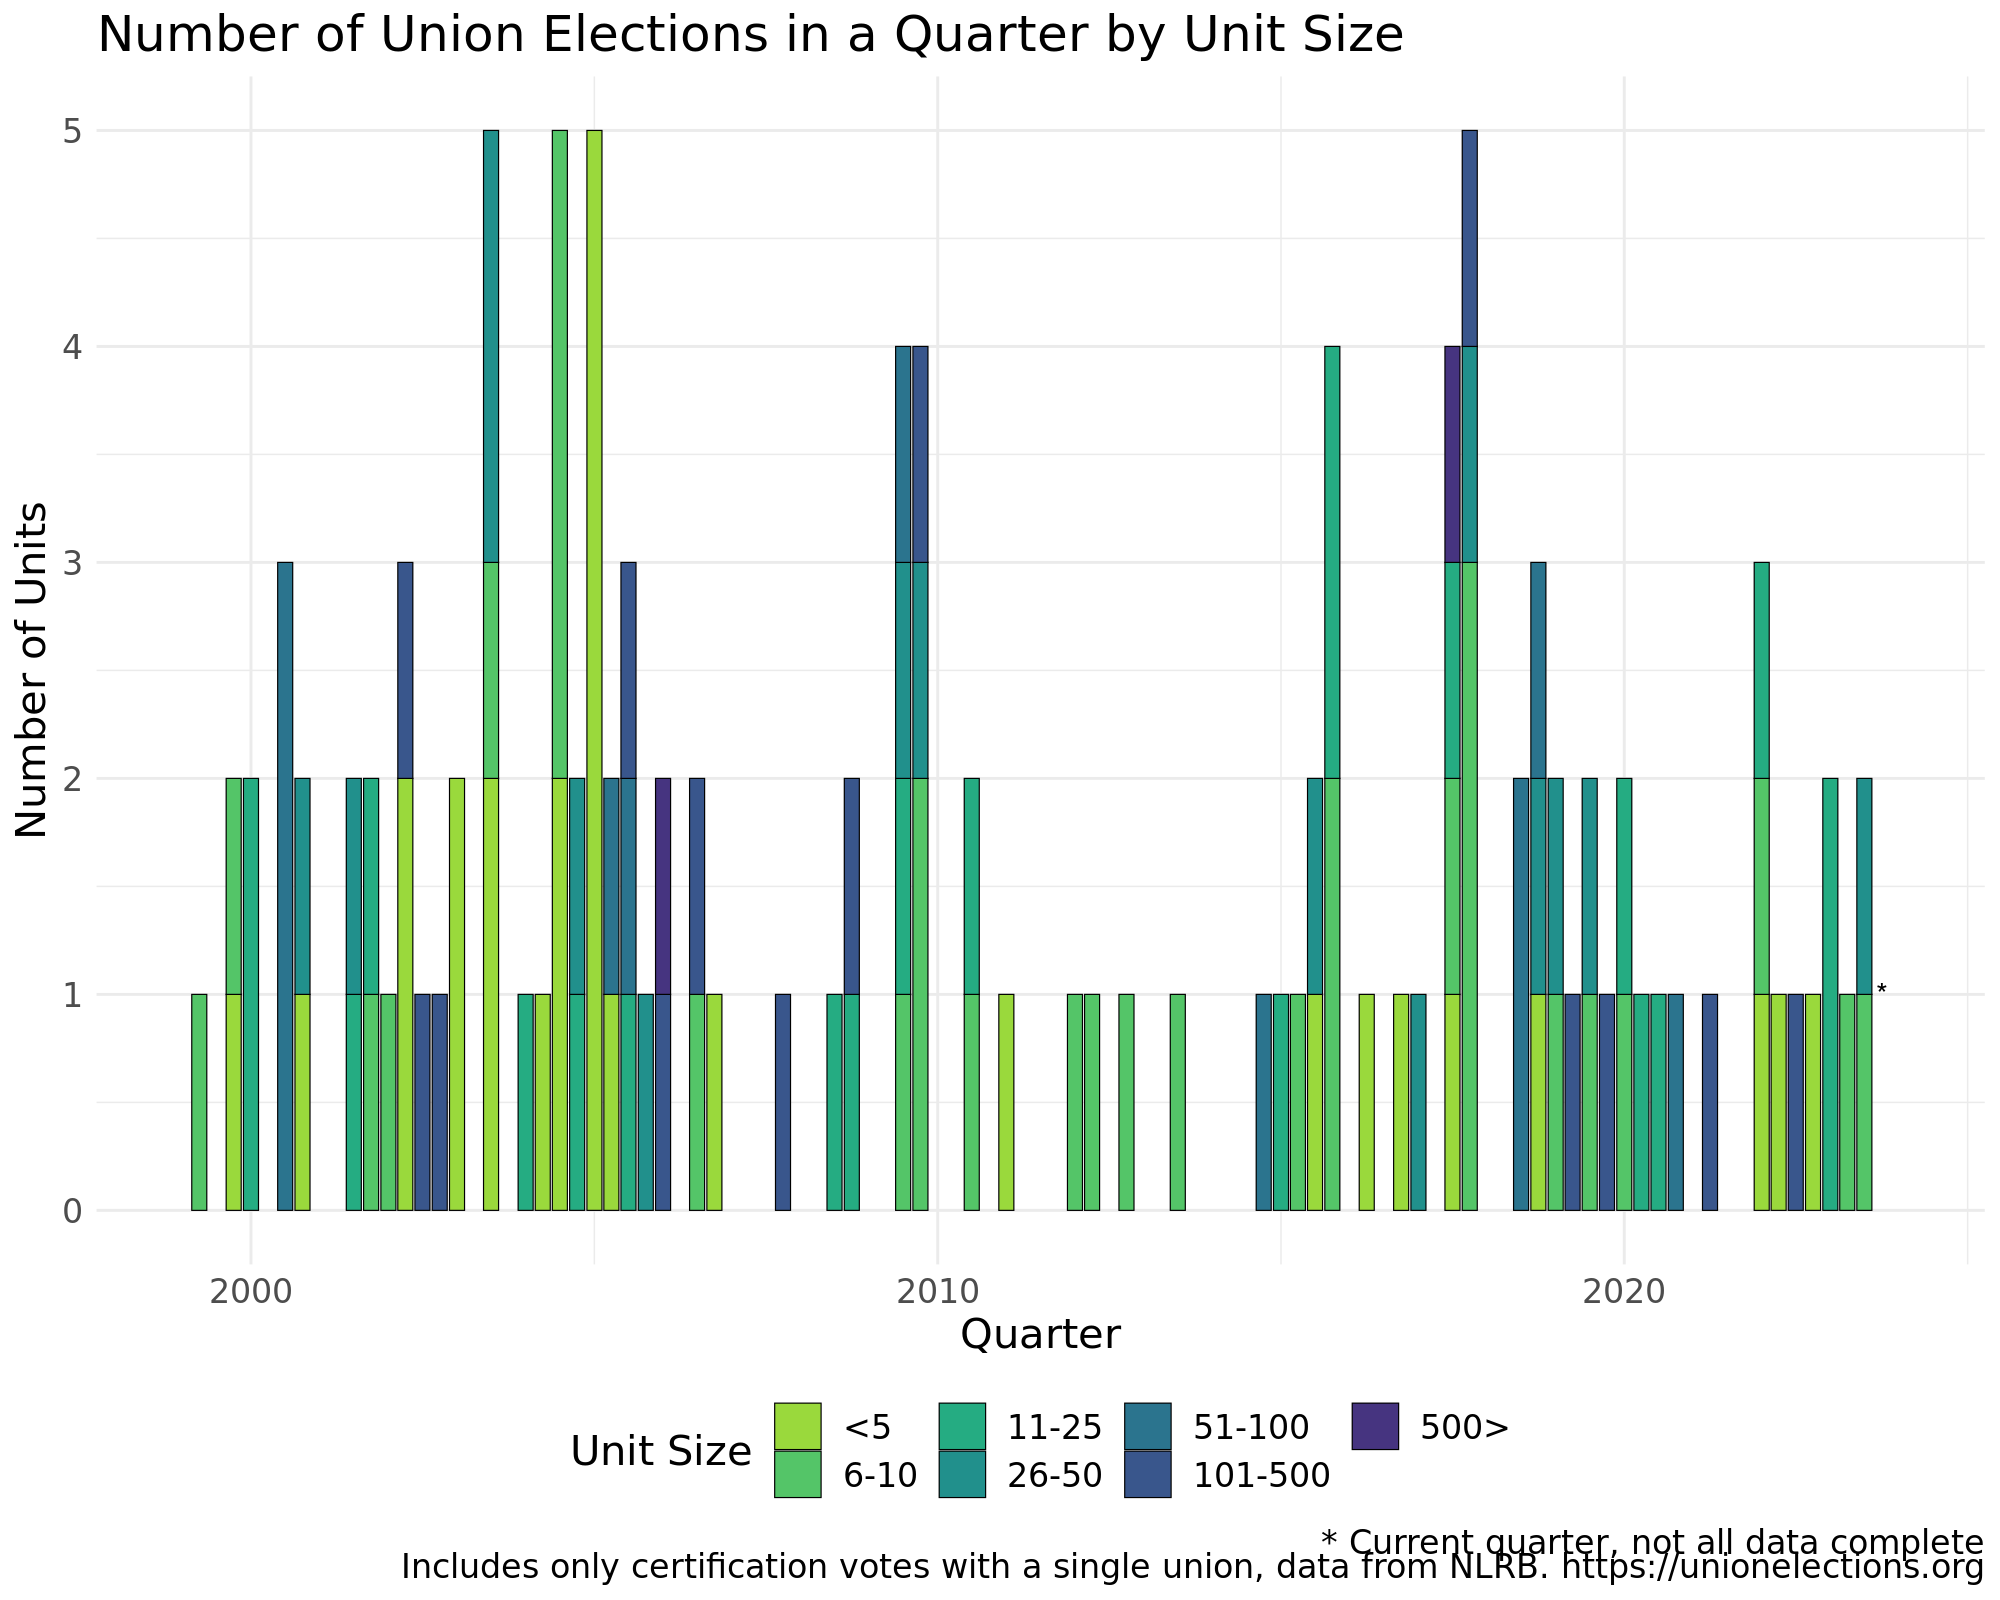 Number of Union Elections in a Quarter by Unit Size
Number of Units
5
4
3
2
1
0
*
2000 2010 2020
Quarter
Unit Size
<5 11-25 51-100 500>
6-10 26-50 101-500
* Current quarter, not all data complete
Includes only certification votes with a single union, data from NLRB. https://unionelections.org